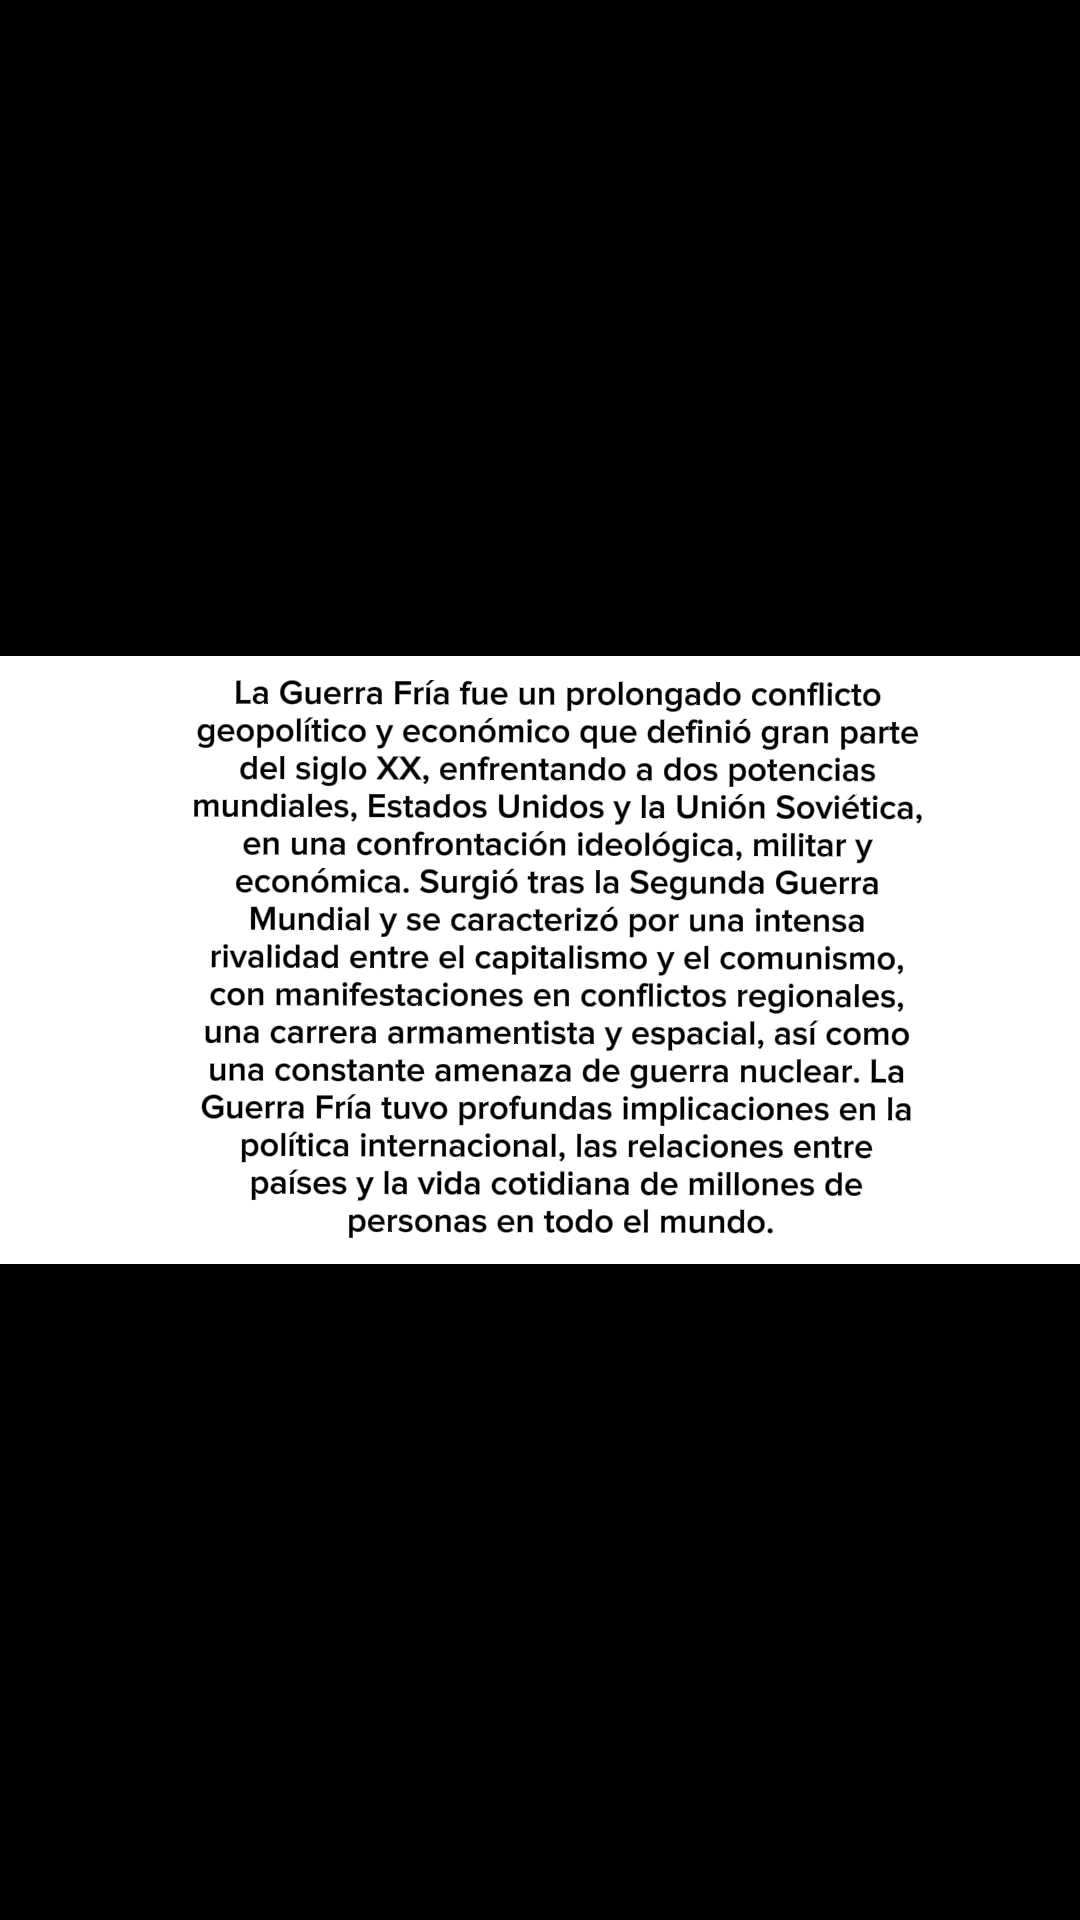 La Guerra Fría fue un prolongado conflicto
geopolítico y económico que definió gran parte
del siglo XX, enfrentando a dos potencias
mundiales, Estados Unidos y la Unión Soviética,
en una confrontación ideológica, militar y
económica. Surgió tras la Segunda Guerra
Mundial y se caracterizó por una intensa
rivalidad entre el capitalismo y el comunismo,
con manifestaciones en conflictos regionales,
una carrera armamentista y espacial, así como
una constante amenaza de guerra nuclear. La
Guerra Fría tuvo profundas implicaciones en la
política internacional, las relaciones entre
países y la vida cotidiana de millones de
personas en todo el mundo.